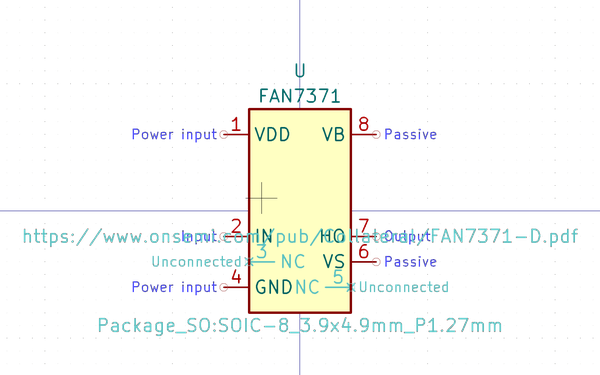 U
FAN7371
Power input 1 VDD VB 8 Passive
https://www.onsemi.com/pub/Collateral/FAN7371-D.pdf
Input 2 IN HO 7 Output
Unconnected 3 NC VS 6 Passive
Power input 4 GND NC 5 Unconnected
Package_SO:SOIC-8_3.9x4.9mm_P1.27mm